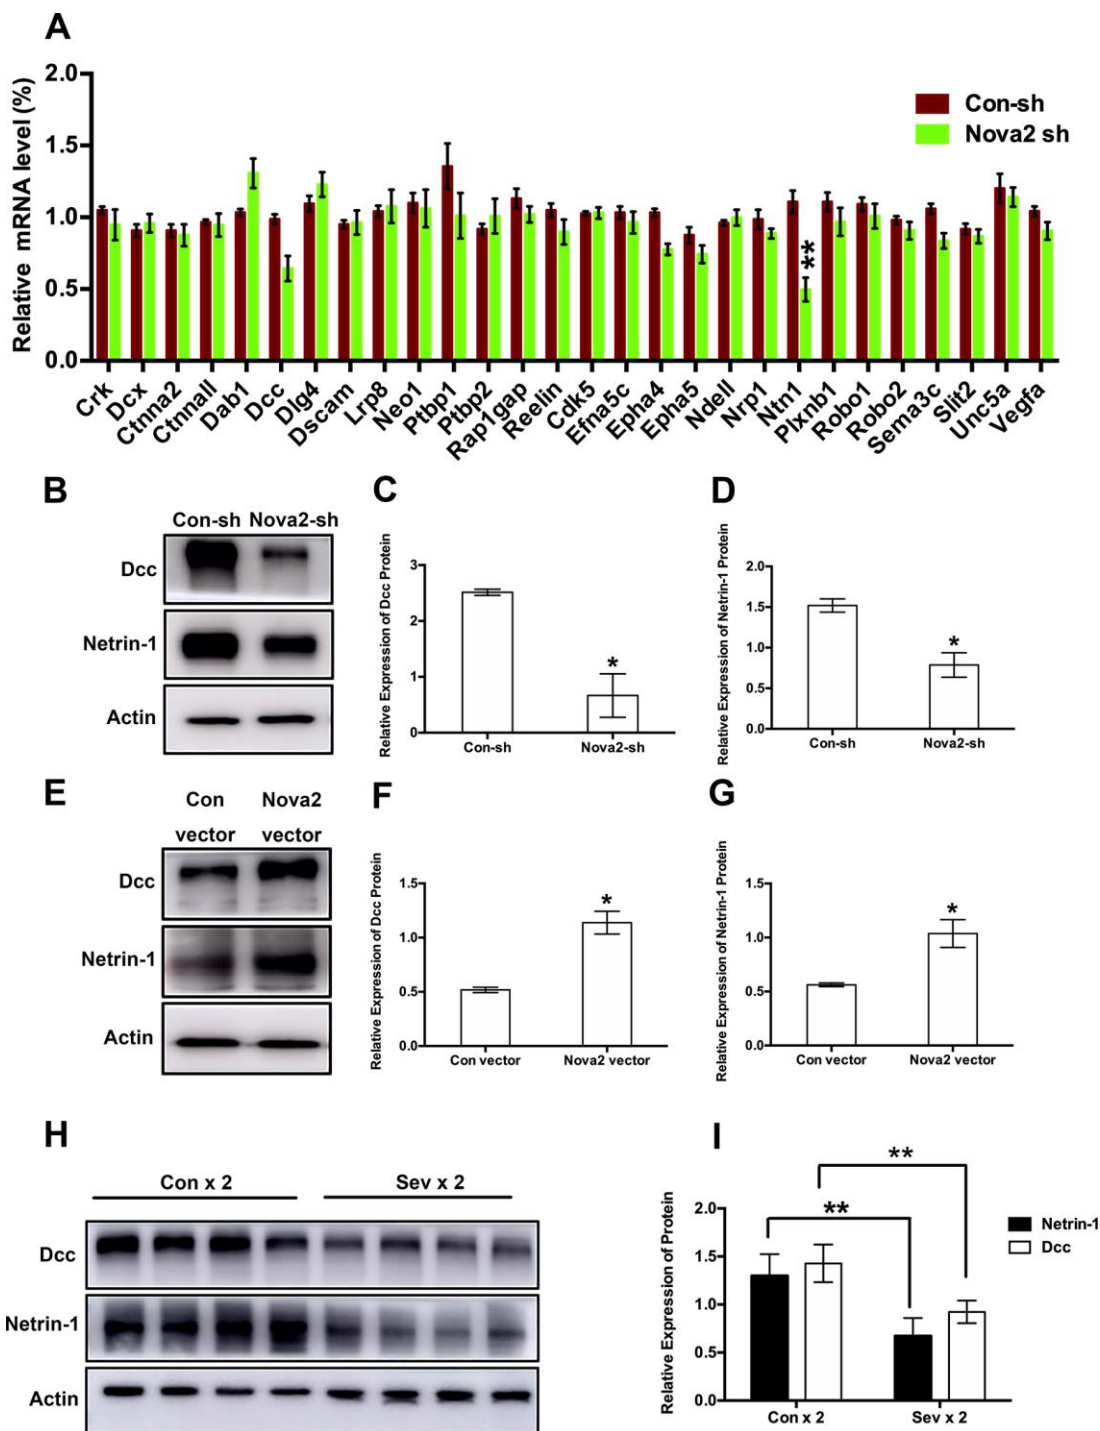 A
Relative mRNA level (%)
2.0
1.5
1.0
0.5
0.0
Con-sh
Nova2 sh
**
Crk
Dcx
Ctnna2
Ctnnall
Dab1
Dcc
Dlg4
Dscam
Lrp8
Neo1
Ptbp1
Ptbp2
Rap1gap
Reelin
Cdk5
Efna5c
Epha4
Epha5
Ndell
Nrp1
Ntn1
Plxnb1
Robo1
Robo2
Sema3c
Slit2
Unc5a
Vegfa
B
Con-sh Nova2-sh
Dcc
Netrin-1
Actin
C
Relative Expression of Dcc Protein
3
2
1
0
*
Con-sh Nova2-sh
D
Relative Expression of Netrin-1 Protein
2.0
1.5
1.0
0.5
0.0
*
Con-sh Nova2-sh
E
Con Nova2
vector vector
Dcc
Netrin-1
Actin
F
Relative Expression of Dcc Protein
1.5
1.0
0.5
0.0
*
Con vector Nova2 vector
G
Relative Expression of Netrin-1 Protein
1.5
1.0
0.5
0.0
*
Con vector Nova2 vector
H
Con x 2 Sev x 2
Dcc
Netrin-1
Actin
I
Relative Expression of Protein
2.0
1.5
1.0
0.5
0.0
**
**
Netrin-1
Dcc
Con x 2 Sev x 2